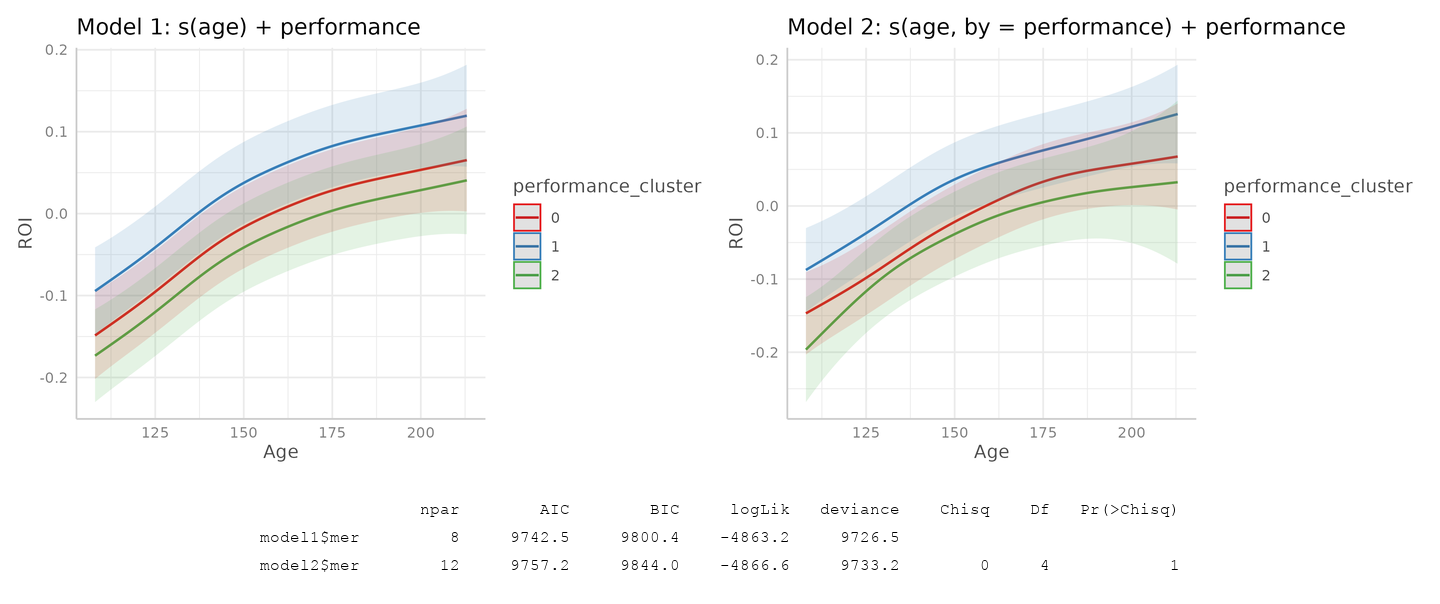 Model 1: s(age) + performance
0.2
0.1
0.0
-0.1
-0.2
ROI
125 150 175 200
Age
performance_cluster
0
1
2
Model 2: s(age, by = performance) + performance
0.2
0.1
0.0
-0.1
-0.2
ROI
125 150 175 200
Age
performance_cluster
0
1
2
npar AIC BIC logLik deviance Chisq Df Pr(>Chisq)
model1$mer 8 9742.5 9800.4 -4863.2 9726.5
model2$mer 12 9757.2 9844.0 -4866.6 9733.2 0 4 1